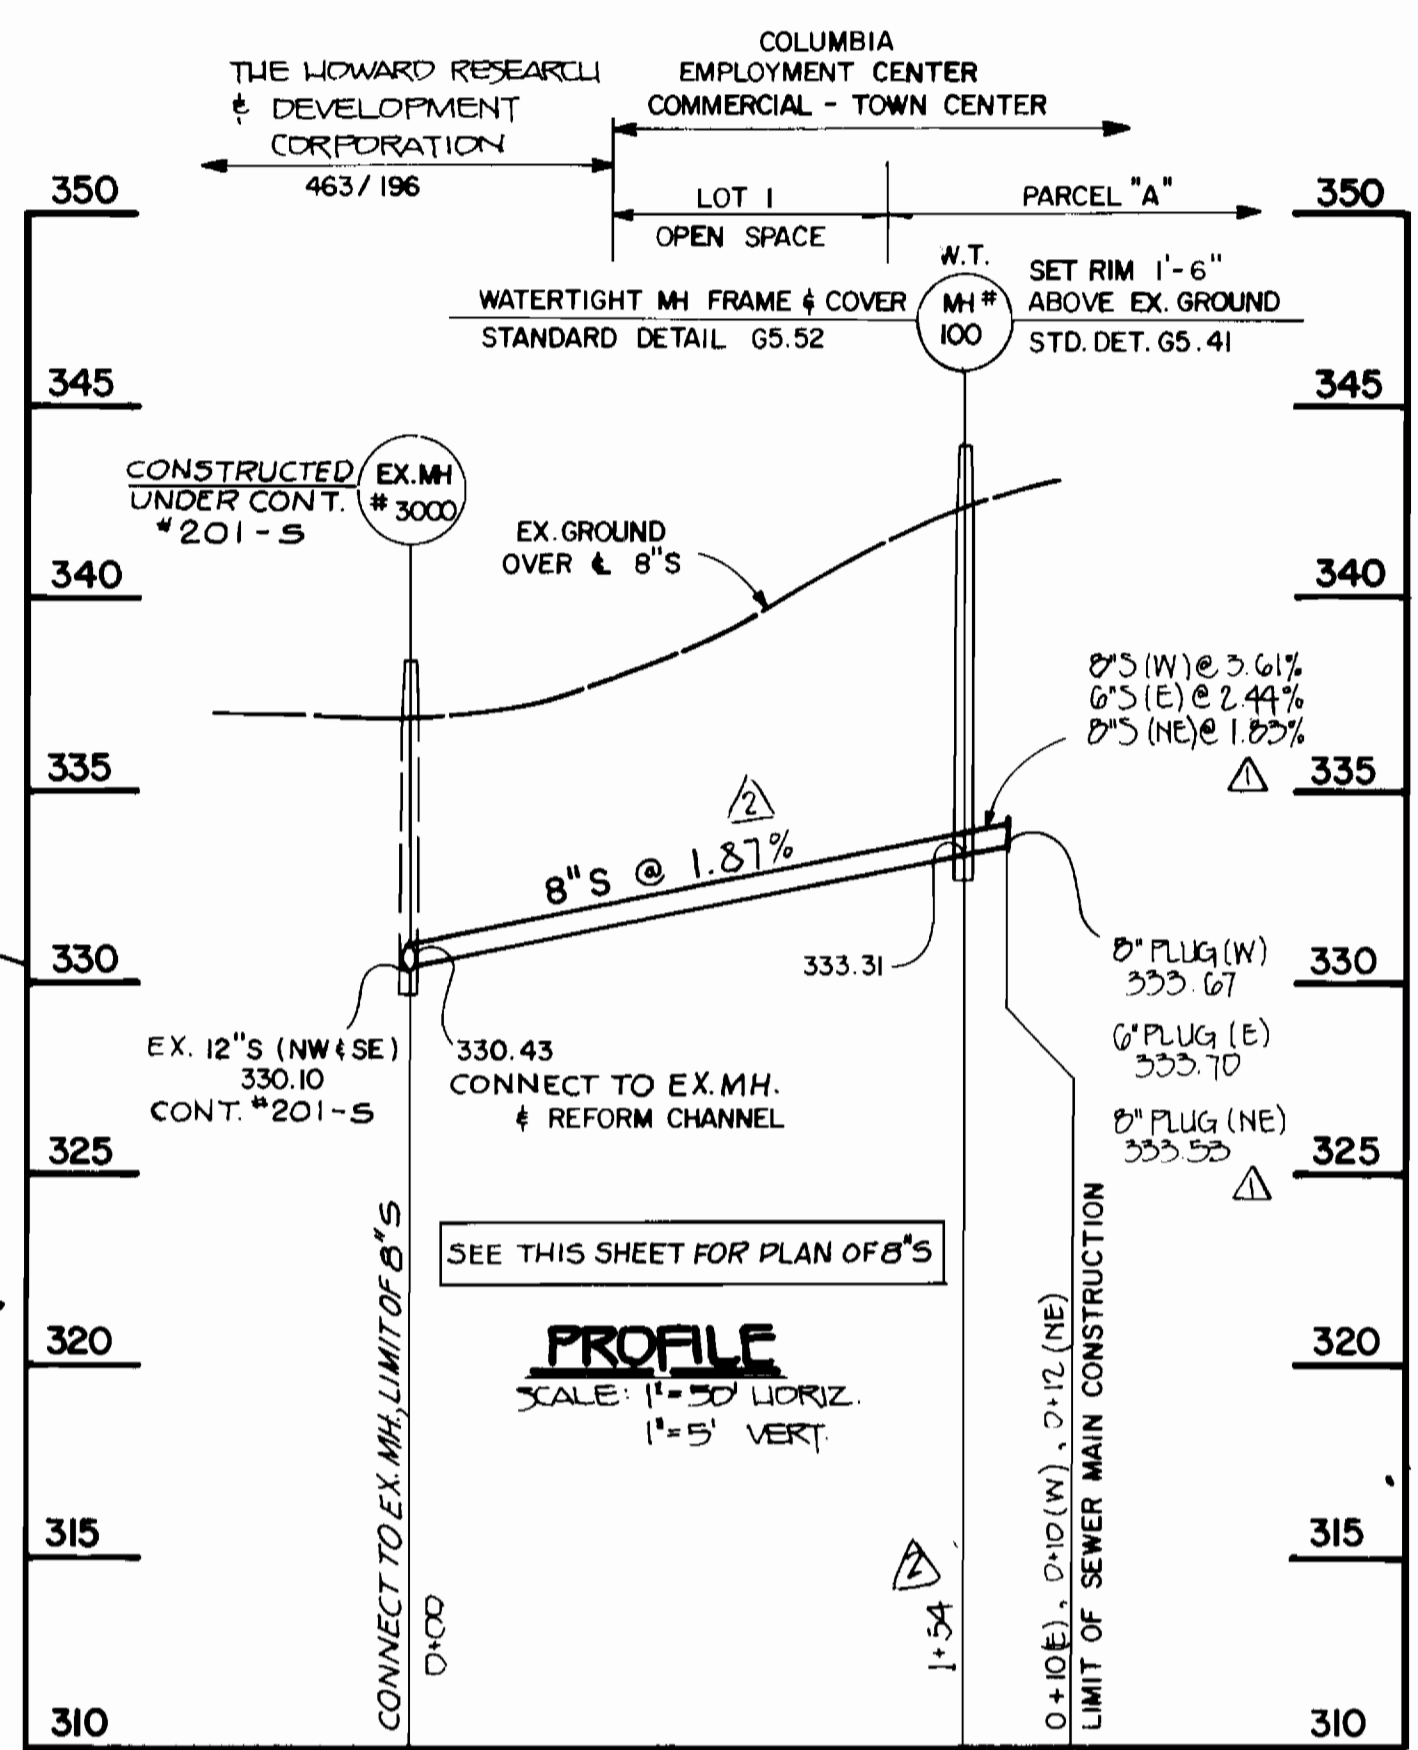 COLUMBIA
EMPLOYMENT CENTER
COMMERCIAL - TOWN CENTER
THE HOWARD RESEARCH
& DEVELOPMENT
CORPORATION
463/196
350
LOT 1
PARCEL "A"
350
OPEN SPACE
W.T.
MH #
100
WATERTIGHT MH FRAME & COVER
STANDARD DETAIL G5.52
SET RIM 1'-6"
ABOVE EX. GROUND
STD. DET. G5.41
345
345
CONSTRUCTED
UNDER CONT.
#201-S
EX. MH
# 3000
EX. GROUND
OVER ℄ 8"S
340
340
8"S (W) @ 3.61%
6"S (E) @ 2.44%
8"S (NE) @ 1.83%
1
335
335
2
8"S @ 1.87%
330
330
333.31
8" PLUG (W)
333.67
6" PLUG (E)
333.70
8" PLUG (NE)
333.53
1
EX. 12"S (NW & SE)
330.10
CONT. #201-S
330.43
CONNECT TO EX. MH.
& REFORM CHANNEL
325
325
SEE THIS SHEET FOR PLAN OF 8"S
320
320
PROFILE
SCALE: 1"=50' HORIZ.
1"=5' VERT.
315
315
CONNECT TO EX. MH., LIMIT OF 8"S
0+00
2
1+54
0+10(E), 0+10(W), 0+12(NE)
LIMIT OF SEWER MAIN CONSTRUCTION
310
310